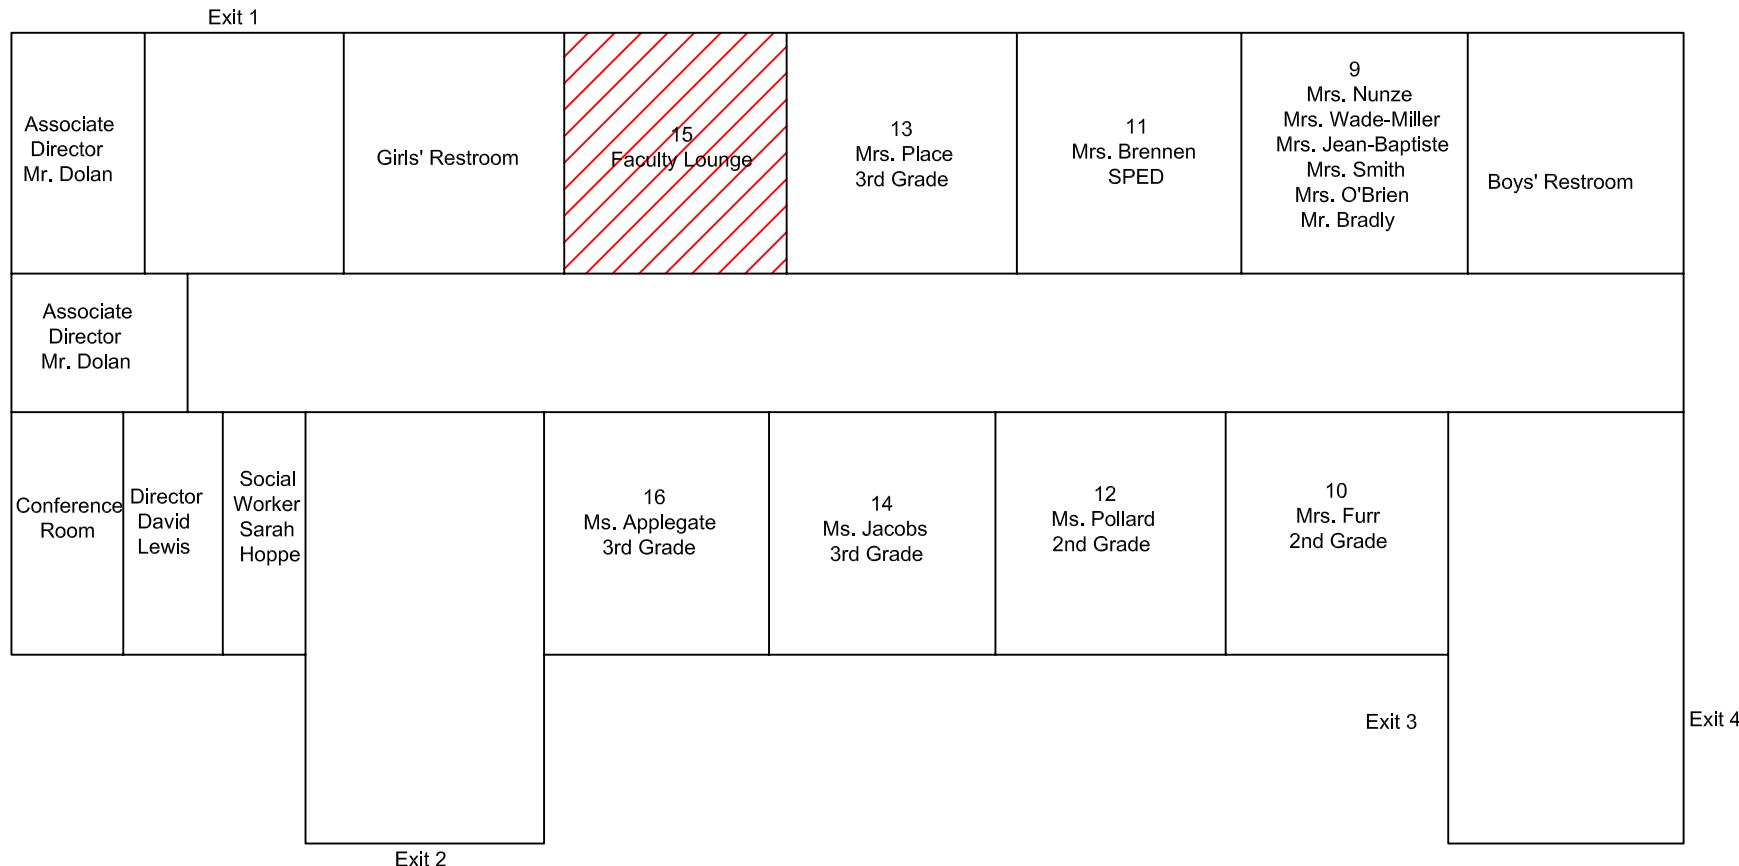 Exit 1
Associate
Director
Mr. Dolan
Girls' Restroom
15
Faculty Lounge
13
Mrs. Place
3rd Grade
11
Mrs. Brennen
SPED
9
Mrs. Nunze
Mrs. Wade-Miller
Mrs. Jean-Baptiste
Mrs. Smith
Mrs. O'Brien
Mr. Bradly
Boys' Restroom
Associate
Director
Mr. Dolan
Conference
Room
Director
David
Lewis
Social
Worker
Sarah
Hoppe
16
Ms. Applegate
3rd Grade
14
Ms. Jacobs
3rd Grade
12
Ms. Pollard
2nd Grade
10
Mrs. Furr
2nd Grade
Exit 3
Exit 4
Exit 2